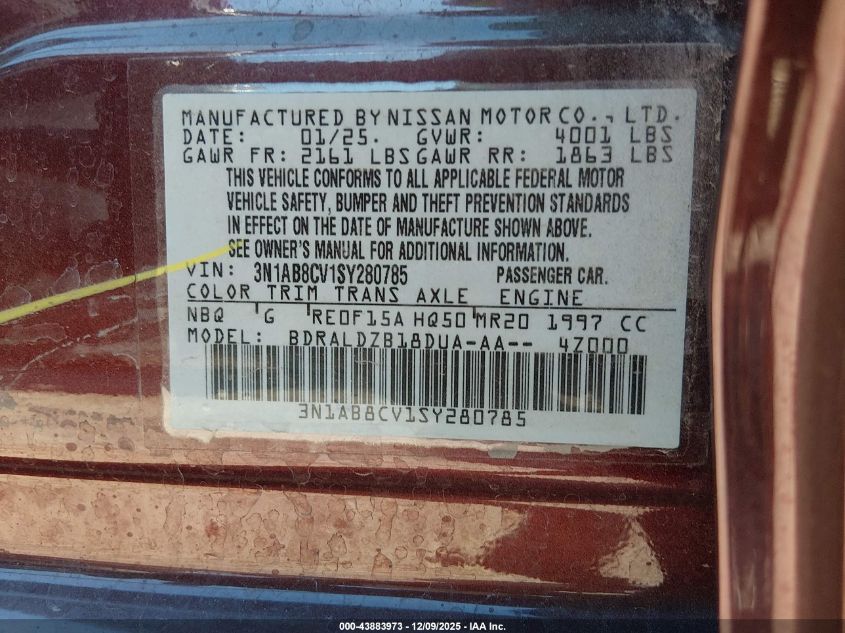 MANUFACTURED BY NISSAN MOTOR CO., LTD.
DATE: 01/25. GVWR: 4001 LBS
GAWR FR: 2161 LBS GAWR RR: 1863 LBS
THIS VEHICLE CONFORMS TO ALL APPLICABLE FEDERAL MOTOR
VEHICLE SAFETY, BUMPER AND THEFT PREVENTION STANDARDS
IN EFFECT ON THE DATE OF MANUFACTURE SHOWN ABOVE.
SEE OWNER'S MANUAL FOR ADDITIONAL INFORMATION.
VIN: 3N1AB8CV1SY280785 PASSENGER CAR.
COLOR TRIM TRANS AXLE ENGINE
NBQ G RE0F15A HQ50 MR20 1997 CC
MODEL: BDRALDZB18DUA-AA-- 4Z000
3N1AB8CV1SY280785
000-43883973 - 12/09/2025 - IAA Inc.